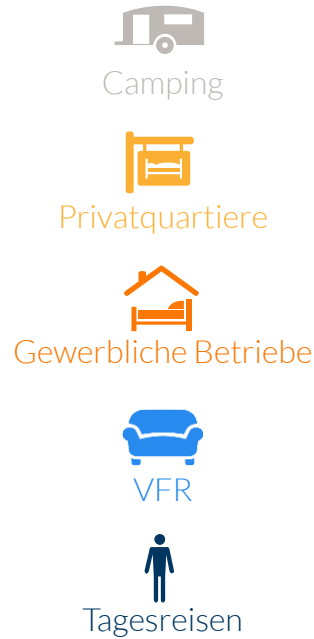 Camping
Privatquartiere
Gewerbliche Betriebe
VFR
Tagesreisen